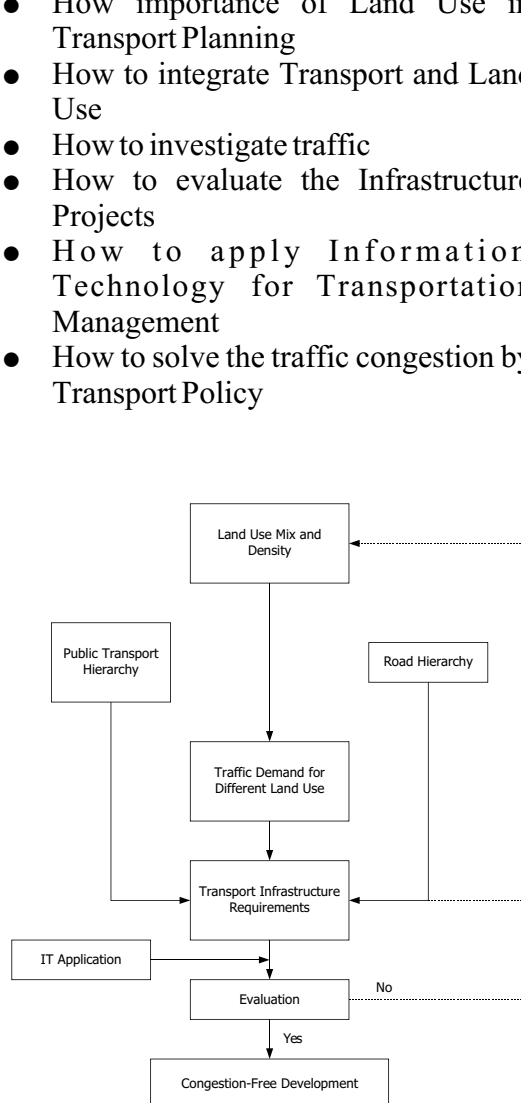 ● How importance of Land Use in
Transport Planning
● How to integrate Transport and Land
Use
● How to investigate traffic
● How to evaluate the Infrastructure
Projects
● How to apply Information
Technology for Transportation
Management
● How to solve the traffic congestion by
Transport Policy
Land Use Mix and
Density
Public Transport
Hierarchy
Road Hierarchy
Traffic Demand for
Different Land Use
Transport Infrastructure
Requirements
IT Application
Evaluation
No
Yes
Congestion-Free Development